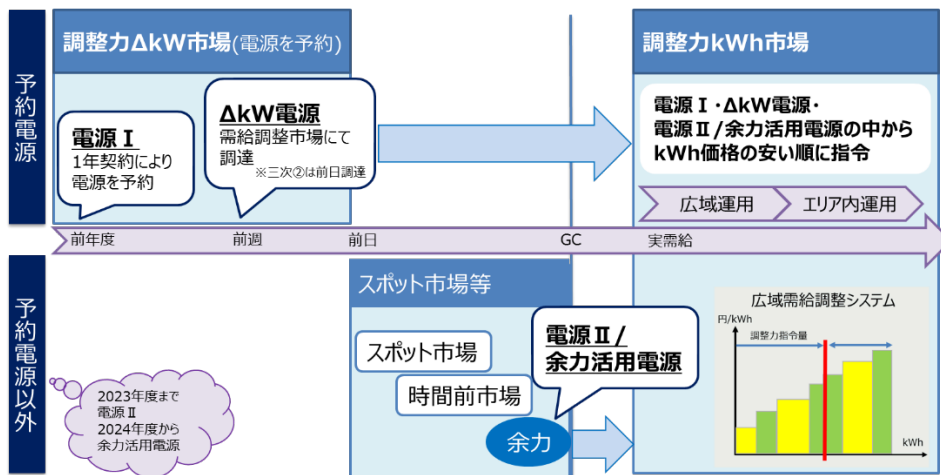 予約電源
調整力ΔkW市場(電源を予約)
電源Ⅰ
1年契約により
電源を予約
ΔkW電源
需給調整市場にて
調達
※三次②は前日調達
調整力kWh市場
電源Ⅰ・ΔkW電源・
電源Ⅱ/余力活用電源の中から
kWh価格の安い順に指令
広域運用
エリア内運用
前年度
前週
前日
GC
実需給
予約電源以外
スポット市場等
スポット市場
時間前市場
余力
電源Ⅱ/
余力活用電源
2023年度まで
電源Ⅱ
2024年度から
余力活用電源
広域需給調整システム
円/kWh
調整力指令量
kWh